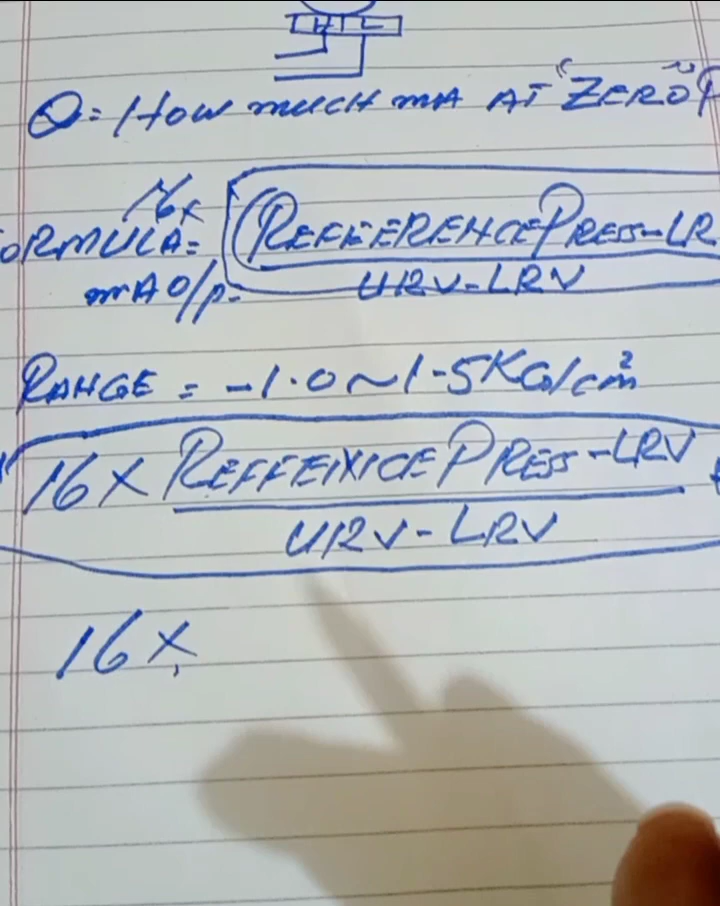 H L
Q = HOW MUCH mA AT "ZERO" P
16x
FORMULA = (REFFERENCE PRESS-LR
mA O/P- URV-LRV
RANGE = -1.0~1.5KG/cm²
16 X REFFERENCE PRESS-LRV
URV-LRV
16 X